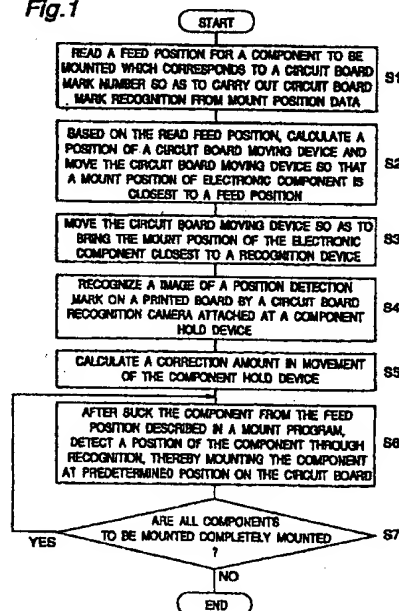 Fig.1
START
READ A FEED POSITION FOR A COMPONENT TO BE
MOUNTED WHICH CORRESPONDS TO A CIRCUIT BOARD
MARK NUMBER SO AS TO CARRY OUT CIRCUIT BOARD
MARK RECOGNITION FROM MOUNT POSITION DATA
S1
BASED ON THE READ FEED POSITION, CALCULATE A
POSITION OF A CIRCUIT BOARD MOVING DEVICE AND
MOVE THE CIRCUIT BOARD MOVING DEVICE SO THAT
A MOUNT POSITION OF ELECTRONIC COMPONENT IS
CLOSEST TO A FEED POSITION
S2
MOVE THE CIRCUIT BOARD MOVING DEVICE SO AS TO
BRING THE MOUNT POSITION OF THE ELECTRONIC
COMPONENT CLOSEST TO A RECOGNITION DEVICE
S3
RECOGNIZE A IMAGE OF A POSITION DETECTION
MARK ON A PRINTED BOARD BY A CIRCUIT BOARD
RECOGNITION CAMERA ATTACHED AT A COMPONENT
HOLD DEVICE
S4
CALCULATE A CORRECTION AMOUNT IN MOVEMENT
OF THE COMPONENT HOLD DEVICE
S5
AFTER SUCK THE COMPONENT FROM THE FEED
POSITION DESCRIBED IN A MOUNT PROGRAM,
DETECT A POSITION OF THE COMPONENT THROUGH
RECOGNITION, THEREBY MOUNTING THE COMPONENT
AT PREDETERMINED POSITION ON THE CIRCUIT BOARD
S6
ARE ALL COMPONENTS
TO BE MOUNTED COMPLETELY MOUNTED
?
S7
YES
NO
END